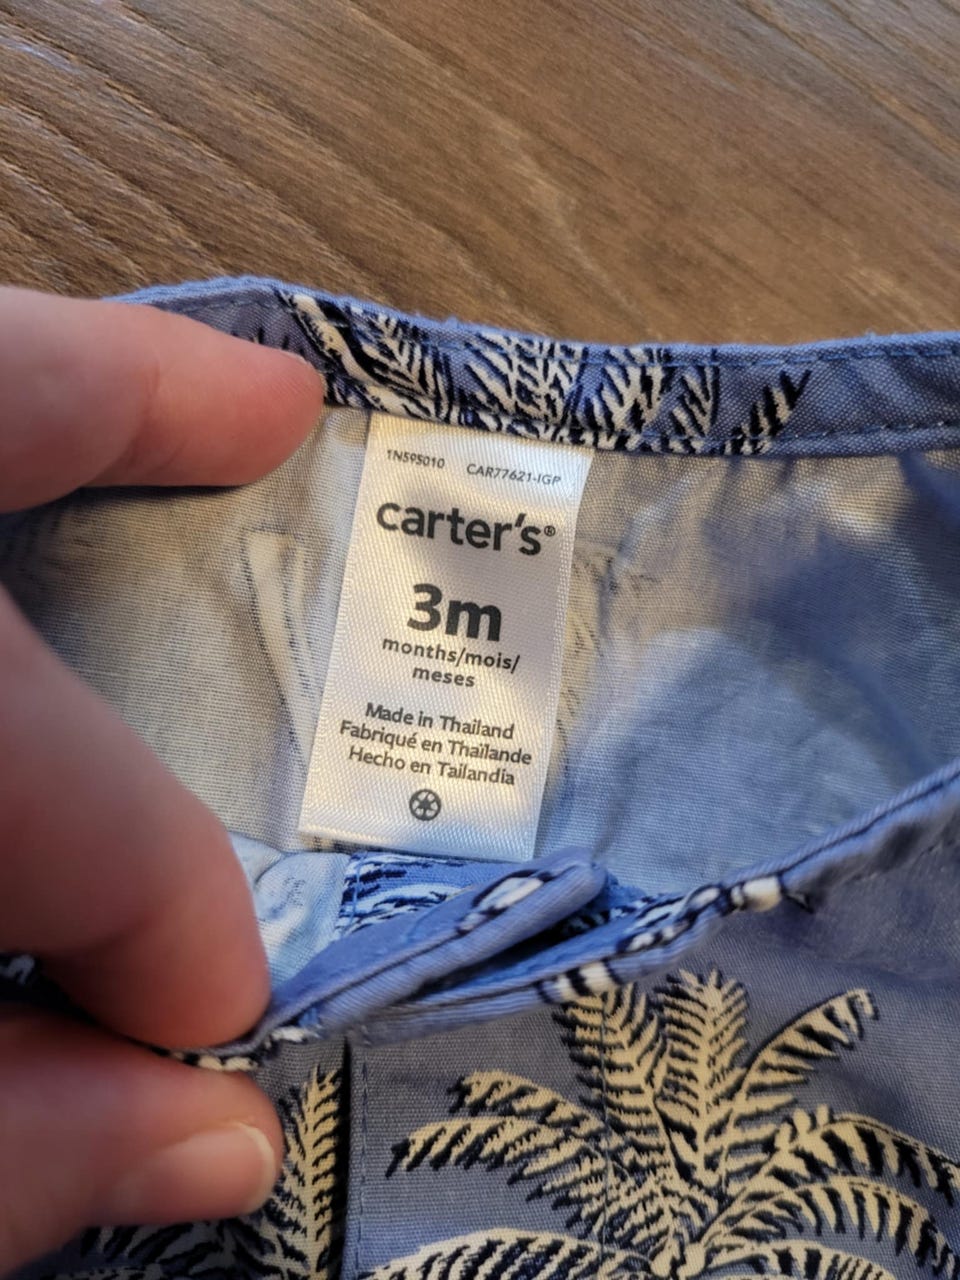 1N595010 CAR77621-IGP
carter's®
3m
months/mois/
meses
Made in Thailand
Fabriqué en Thaïlande
Hecho en Tailandia